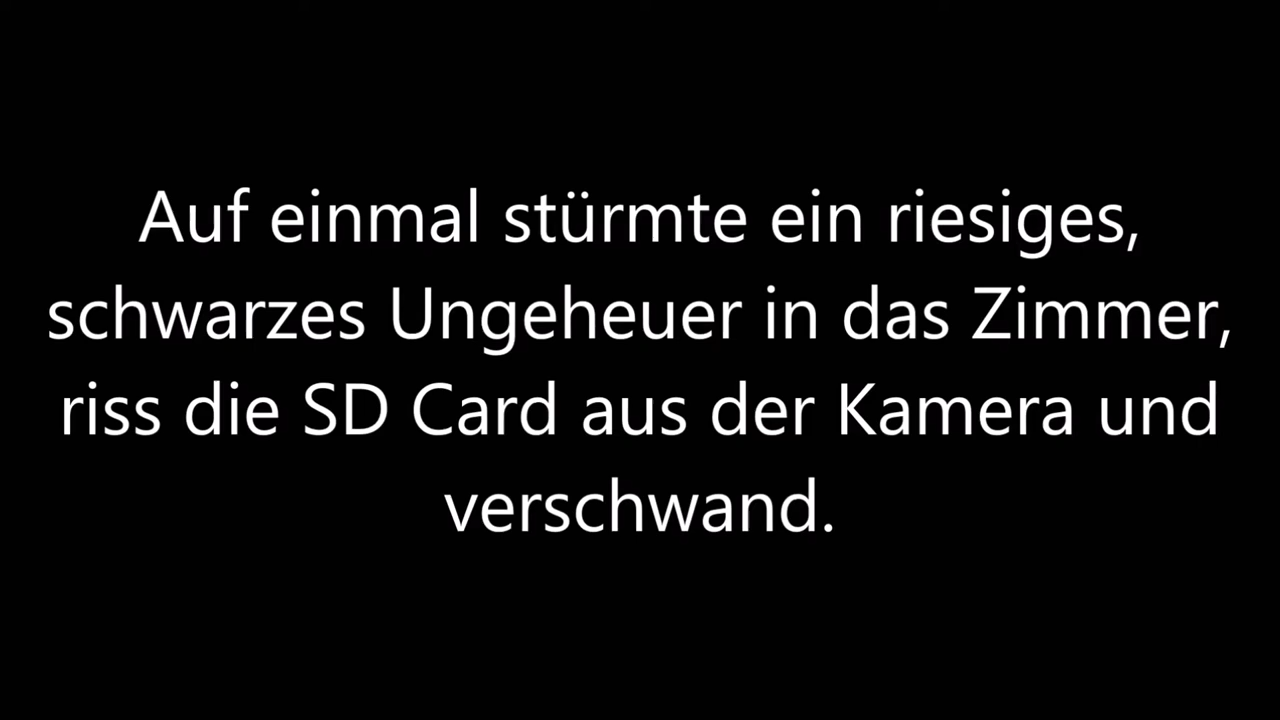 Auf einmal stürmte ein riesiges,
schwarzes Ungeheuer in das Zimmer,
riss die SD Card aus der Kamera und
verschwand.